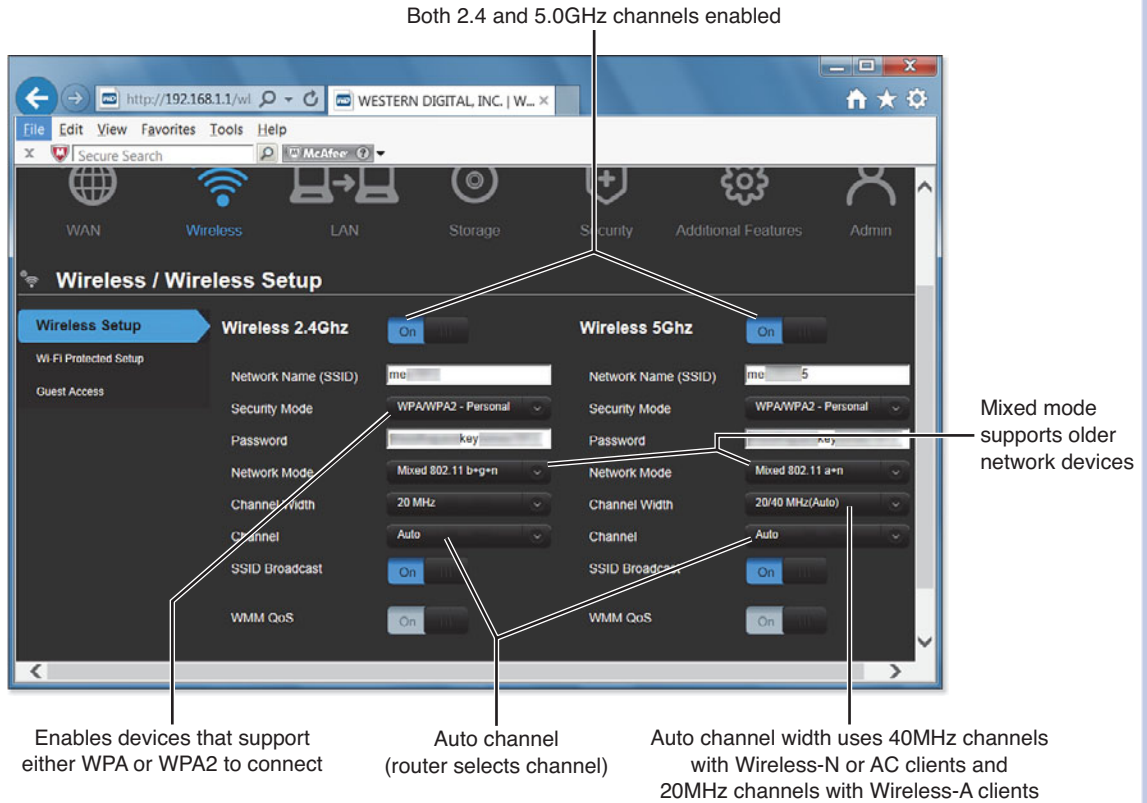 Both 2.4 and 5.0GHz channels enabled
http://192.168.1.1/wl
WESTERN DIGITAL, INC. | W... ×
File Edit View Favorites Tools Help
x Secure Search McAfee
WAN Wireless LAN Storage Security Additional Features Admin
Wireless / Wireless Setup
Wireless Setup
Wi-Fi Protected Setup
Guest Access
Wireless 2.4Ghz On
Network Name (SSID) me
Security Mode WPA/WPA2 - Personal
Password key
Network Mode Mixed 802.11 b+g+n
Channel Width 20 MHz
Channel Auto
SSID Broadcast On
WMM QoS On
Wireless 5Ghz On
Network Name (SSID) me 5
Security Mode WPA/WPA2 - Personal
Password key
Network Mode Mixed 802.11 a+n
Channel Width 20/40 MHz(Auto)
Channel Auto
SSID Broadcast On
WMM QoS On
Mixed mode
supports older
network devices
Enables devices that support
either WPA or WPA2 to connect
Auto channel
(router selects channel)
Auto channel width uses 40MHz channels
with Wireless-N or AC clients and
20MHz channels with Wireless-A clients